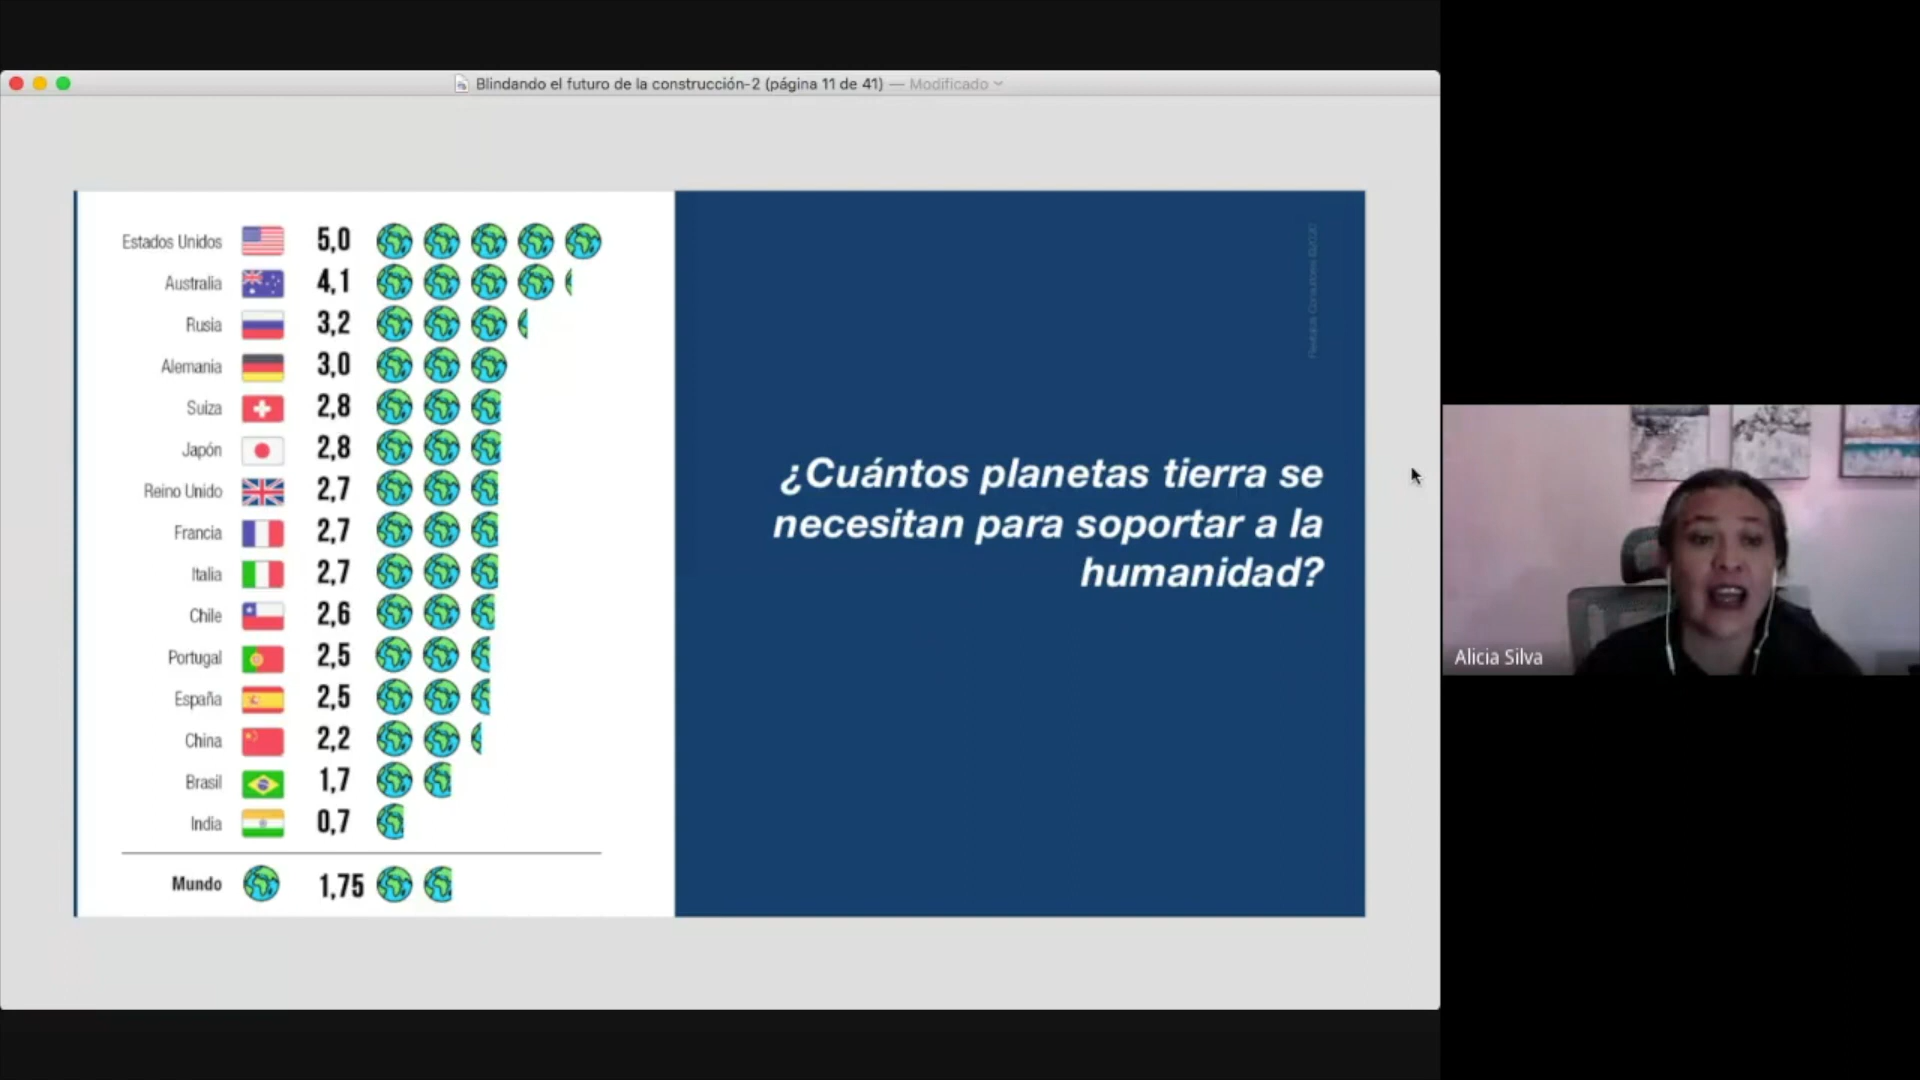 Blindando el futuro de la construcción-2 (página 11 de 41) — Modificado
Estados Unidos 5,0
Australia 4,1
Rusia 3,2
Alemania 3,0
Suiza 2,8
Japón 2,8
Reino Unido 2,7
Francia 2,7
Italia 2,7
Chile 2,6
Portugal 2,5
España 2,5
China 2,2
Brasil 1,7
India 0,7
Mundo 1,75
¿Cuántos planetas tierra se
necesitan para soportar a la
humanidad?
Alicia Silva